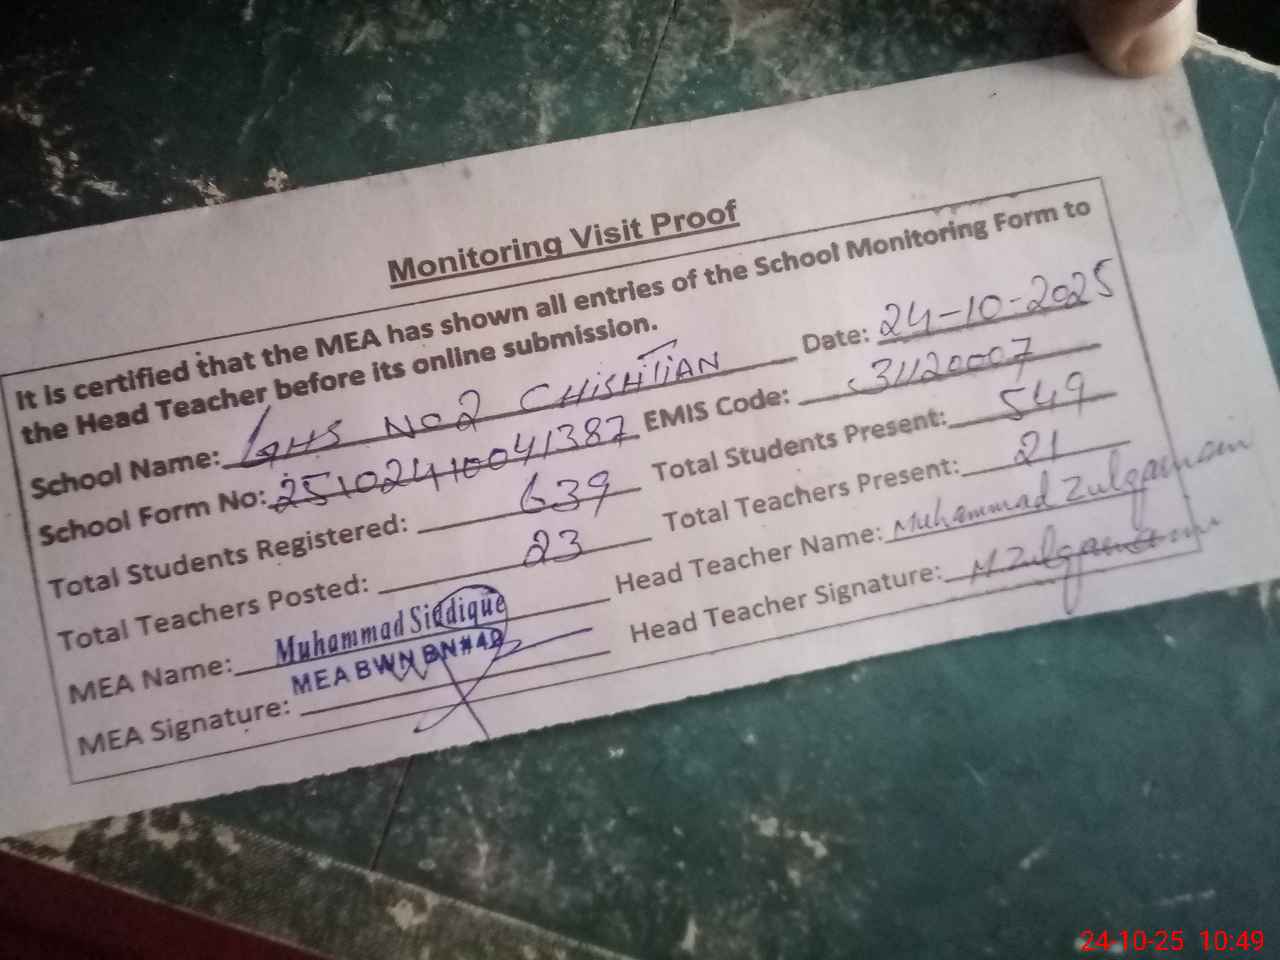 Monitoring Visit Proof
It is certified that the MEA has shown all entries of the School Monitoring Form to
the Head Teacher before its online submission.
Date: 24-10-2025
School Name: GHS No 2 CHISHTIAN
EMIS Code: 31120007
School Form No: 25102410041387
Total Students Present: 549
Total Students Registered: 639
Total Teachers Present: 21
Total Teachers Posted: 23
Head Teacher Name: Muhammad Zulqarnain
MEA Name: Muhammad Siddique
MEA BWN BN#42
Head Teacher Signature: M Zulqarnain
MEA Signature:
24-10-25 10:49